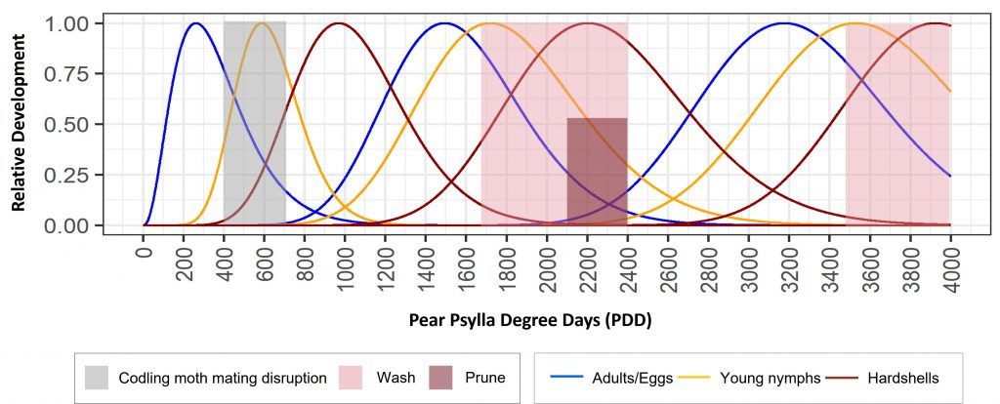 Relative Development
1.00
0.75
0.50
0.25
0.00
0 200 400 600 800 1000 1200 1400 1600 1800 2000 2200 2400 2600 2800 3000 3200 3400 3600 3800 4000
Pear Psylla Degree Days (PDD)
Codling moth mating disruption Wash Prune Adults/Eggs Young nymphs Hardshells